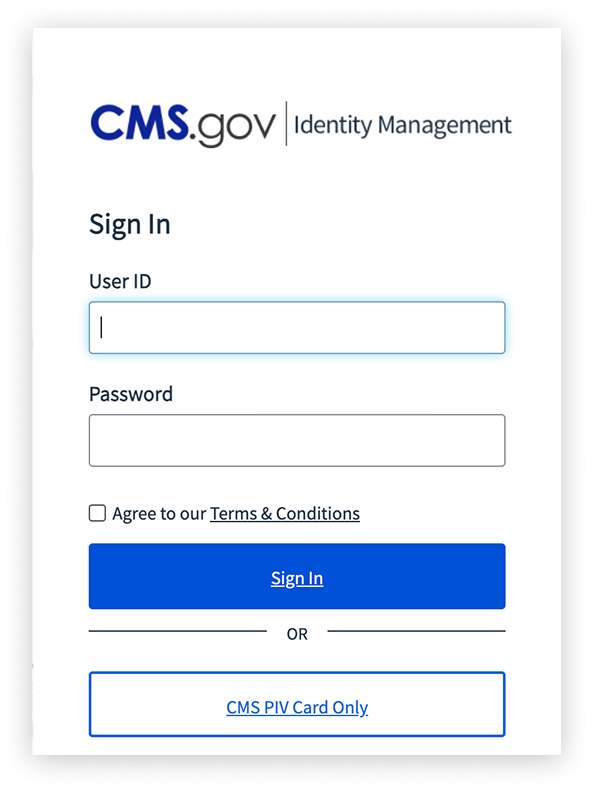 CMS.gov | Identity Management
Sign In
User ID
Password
Agree to our Terms & Conditions
Sign In
OR
CMS PIV Card Only